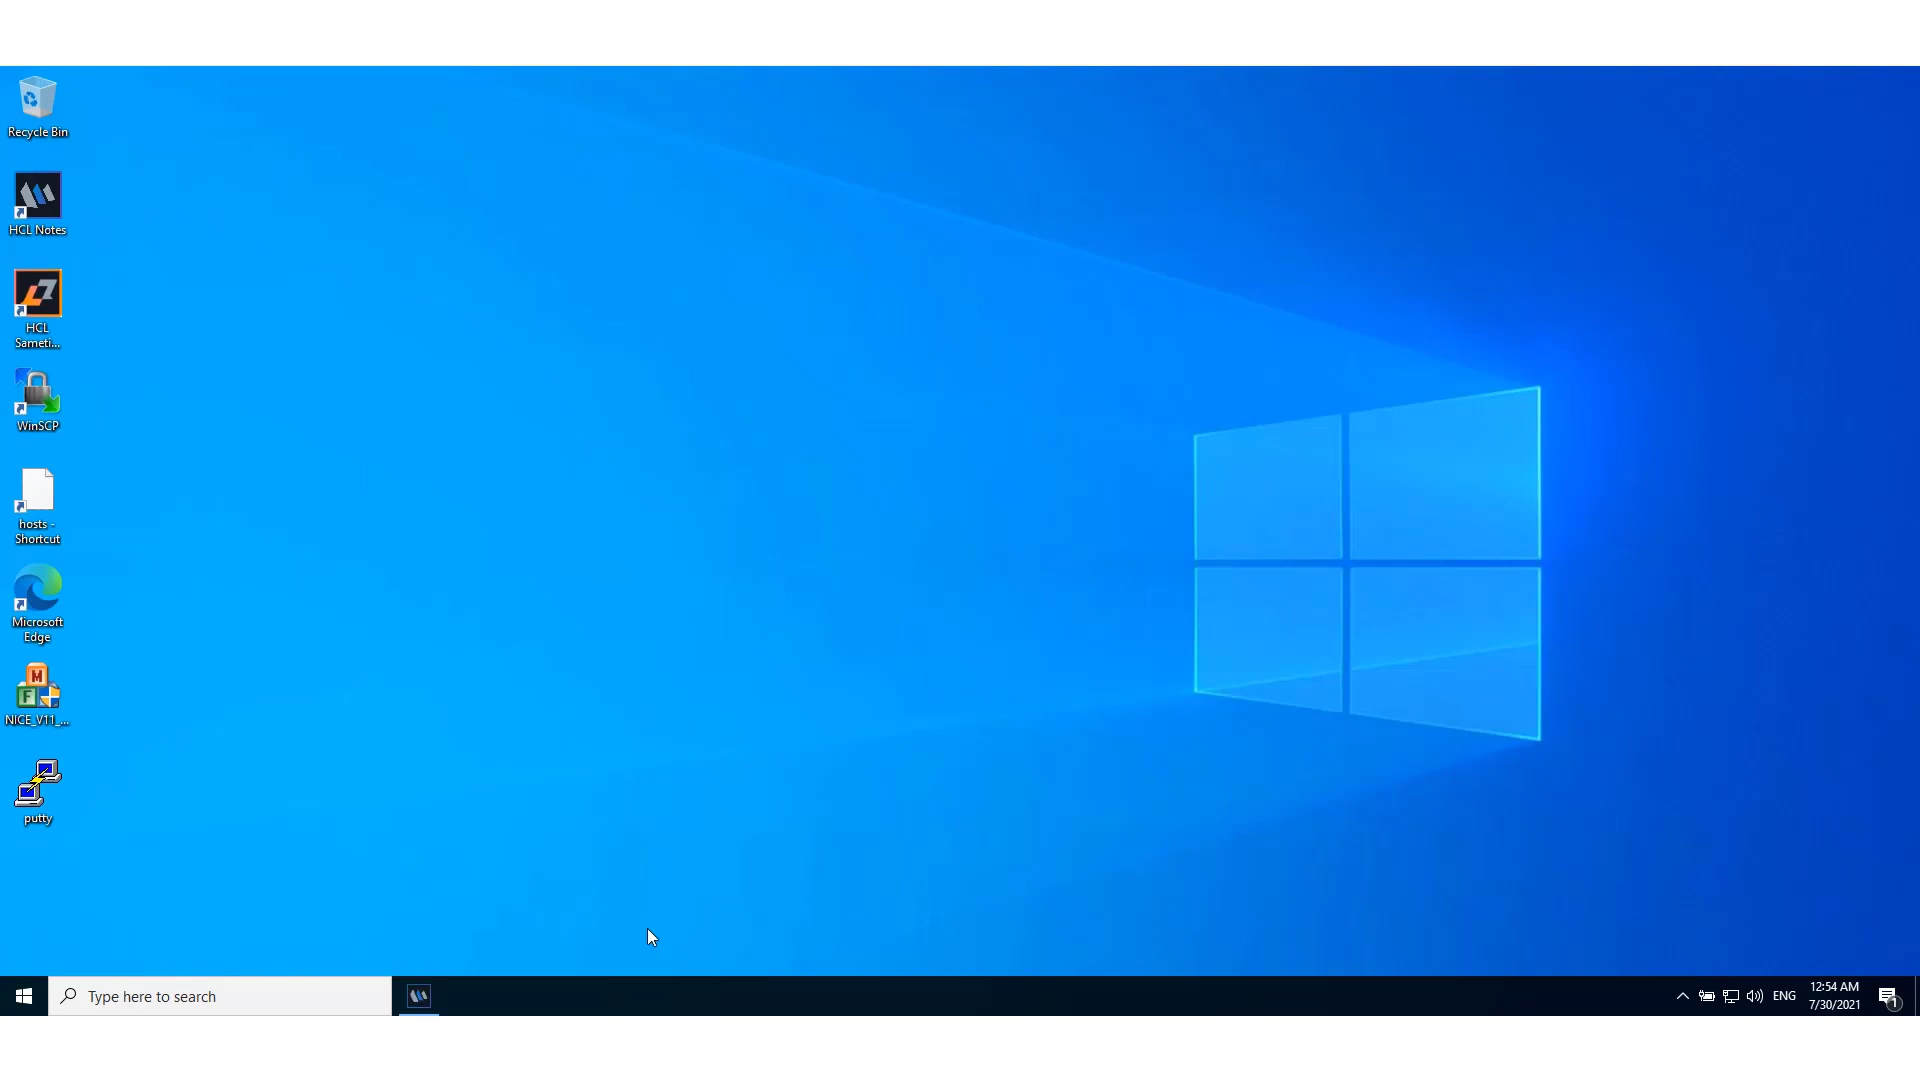 Recycle Bin
HCL Notes
HCL
Sameti...
WinSCP
hosts -
Shortcut
Microsoft
Edge
M
F
NICE_V11_...
putty
Type here to search
ENG
12:54 AM
7/30/2021
1